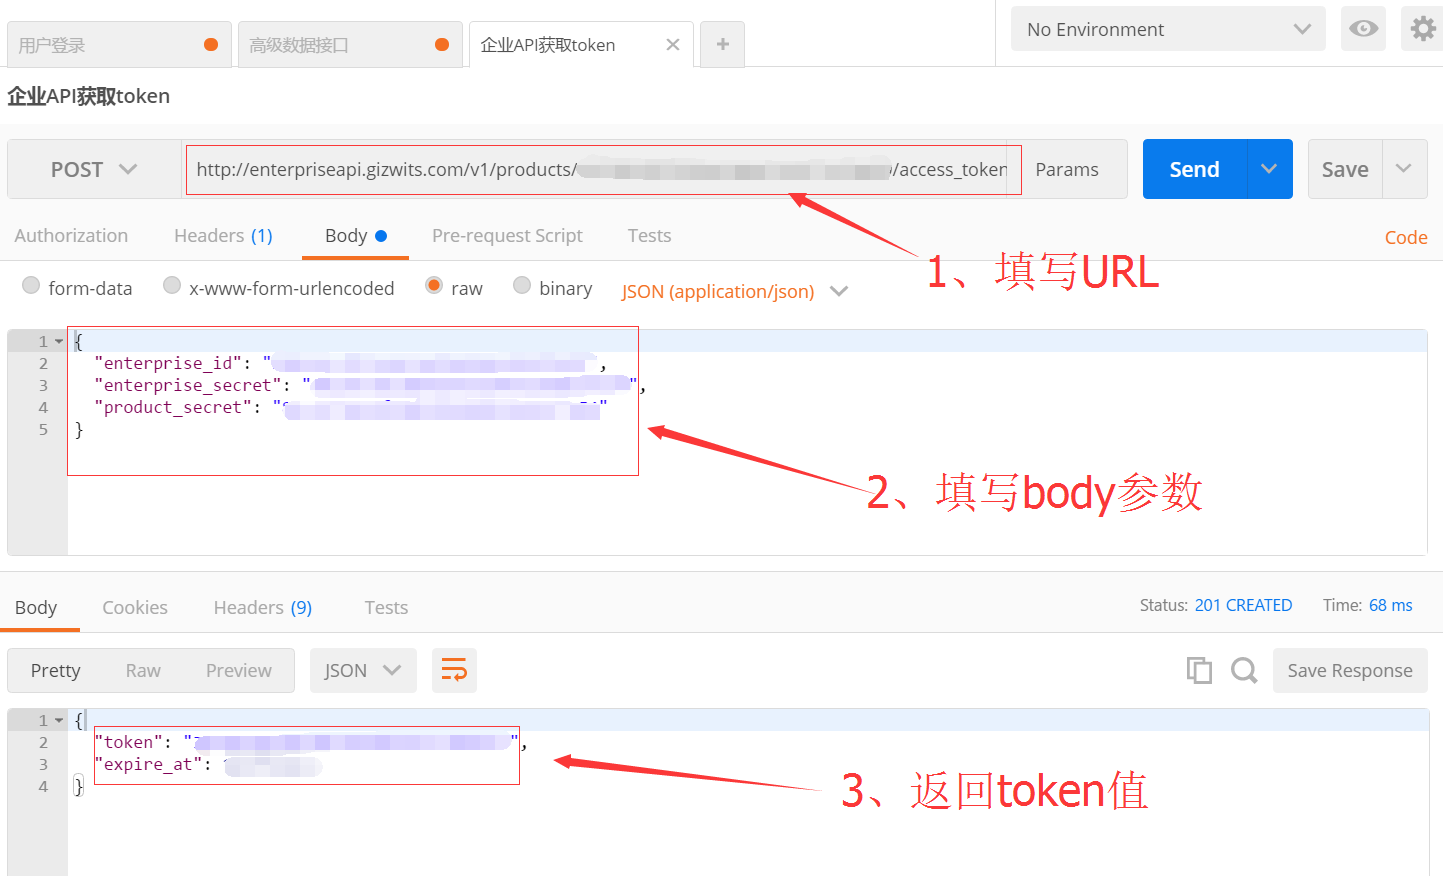 用户登录
高级数据接口
企业API获取token
No Environment
企业API获取token
POST
http://enterpriseapi.gizwits.com/v1/products/ /access_token
Params
Send
Save
Authorization
Headers (1)
Body
Pre-request Script
Tests
Code
1、填写URL
form-data
x-www-form-urlencoded
raw
binary
JSON (application/json)
1 {
2 "enterprise_id": " ,
3 "enterprise_secret": " ",
4 "product_secret": " "
5 }
2、填写body参数
Body
Cookies
Headers (9)
Tests
Status: 201 CREATED
Time: 68 ms
Pretty
Raw
Preview
JSON
Save Response
1 {
2 "token": " ",
3 "expire_at":
4 }
3、返回token值